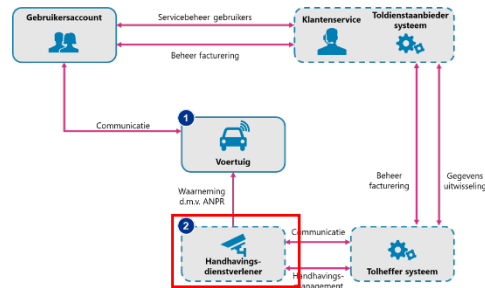 Gebruikersaccount
Servicebeheer gebruikers
Beheer facturering
Klantenservice
Toldienstaanbieder
systeem
Communicatie
1
Voertuig
Waarneming
d.m.v. ANPR
Beheer
facturering
Gegevens
uitwisseling
2
Handhavings-
dienstverlener
Communicatie
Handhavings-
management
Tolheffer systeem